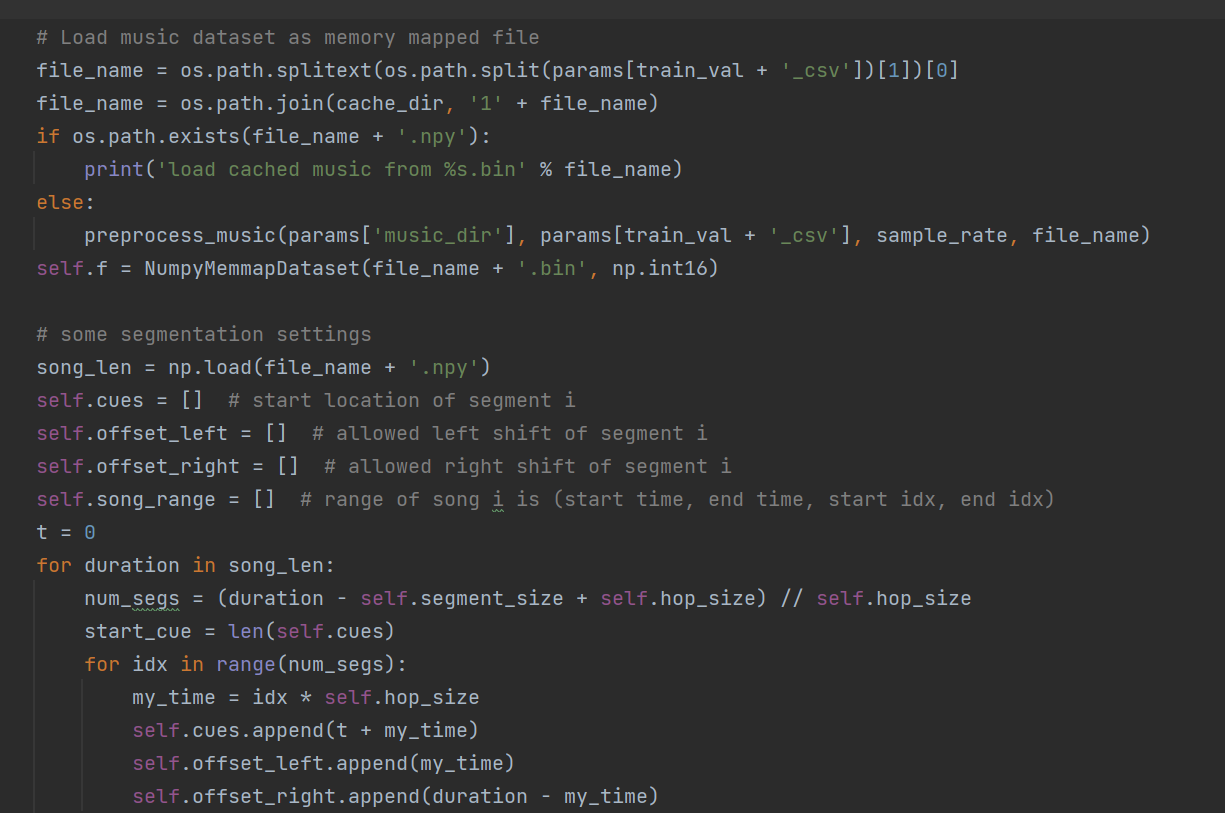 # Load music dataset as memory mapped file
file_name = os.path.splitext(os.path.split(params[train_val + '_csv'])[1])[0]
file_name = os.path.join(cache_dir, '1' + file_name)
if os.path.exists(file_name + '.npy'):
    print('load cached music from %s.bin' % file_name)
else:
    preprocess_music(params['music_dir'], params[train_val + '_csv'], sample_rate, file_name)
self.f = NumpyMemmapDataset(file_name + '.bin', np.int16)

# some segmentation settings
song_len = np.load(file_name + '.npy')
self.cues = []  # start location of segment i
self.offset_left = []  # allowed left shift of segment i
self.offset_right = []  # allowed right shift of segment i
self.song_range = []  # range of song i is (start time, end time, start idx, end idx)
t = 0
for duration in song_len:
    num_segs = (duration - self.segment_size + self.hop_size) // self.hop_size
    start_cue = len(self.cues)
    for idx in range(num_segs):
        my_time = idx * self.hop_size
        self.cues.append(t + my_time)
        self.offset_left.append(my_time)
        self.offset_right.append(duration - my_time)